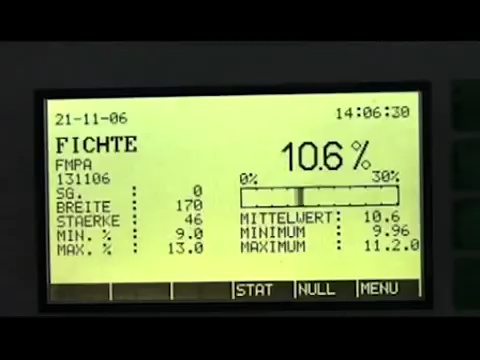 21-11-06 14:06:30
FICHTE
FMPA
131106
10.6 %
0% 30%
SG. : 0
BREITE : 170
STAERKE : 46
MIN. % : 9.0
MAX. % : 13.0
MITTELWERT: 10.6
MINIMUM : 9.96
MAXIMUM : 11.2.0
STAT NULL MENU